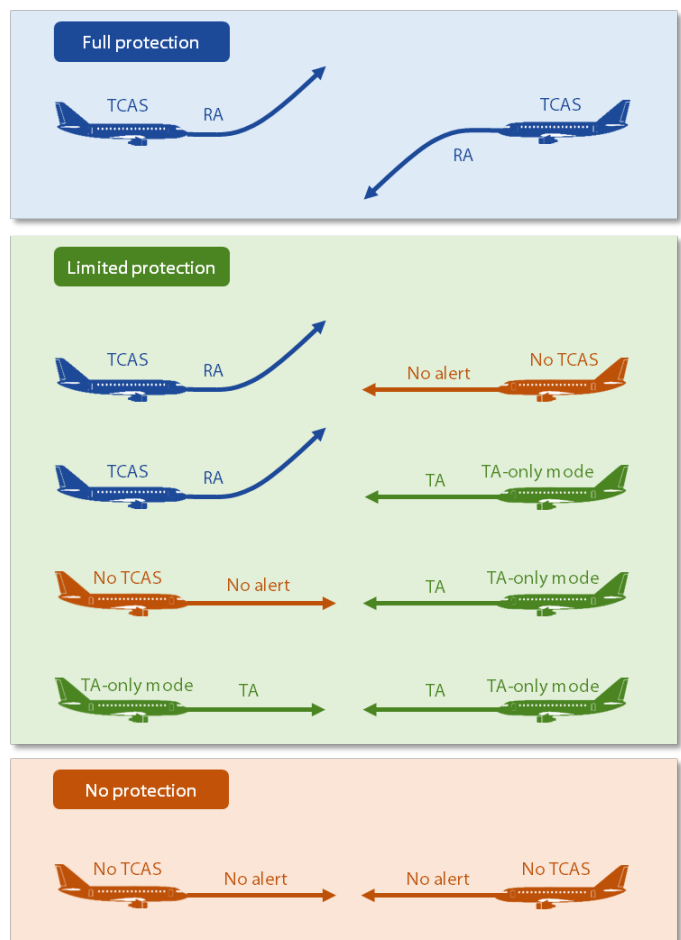 Full protection
TCAS
RA
TCAS
RA
Limited protection
TCAS
RA
No alert
No TCAS
TCAS
RA
TA
TA-only mode
No TCAS
No alert
TA
TA-only mode
TA-only mode
TA
TA
TA-only mode
No protection
No TCAS
No alert
No alert
No TCAS